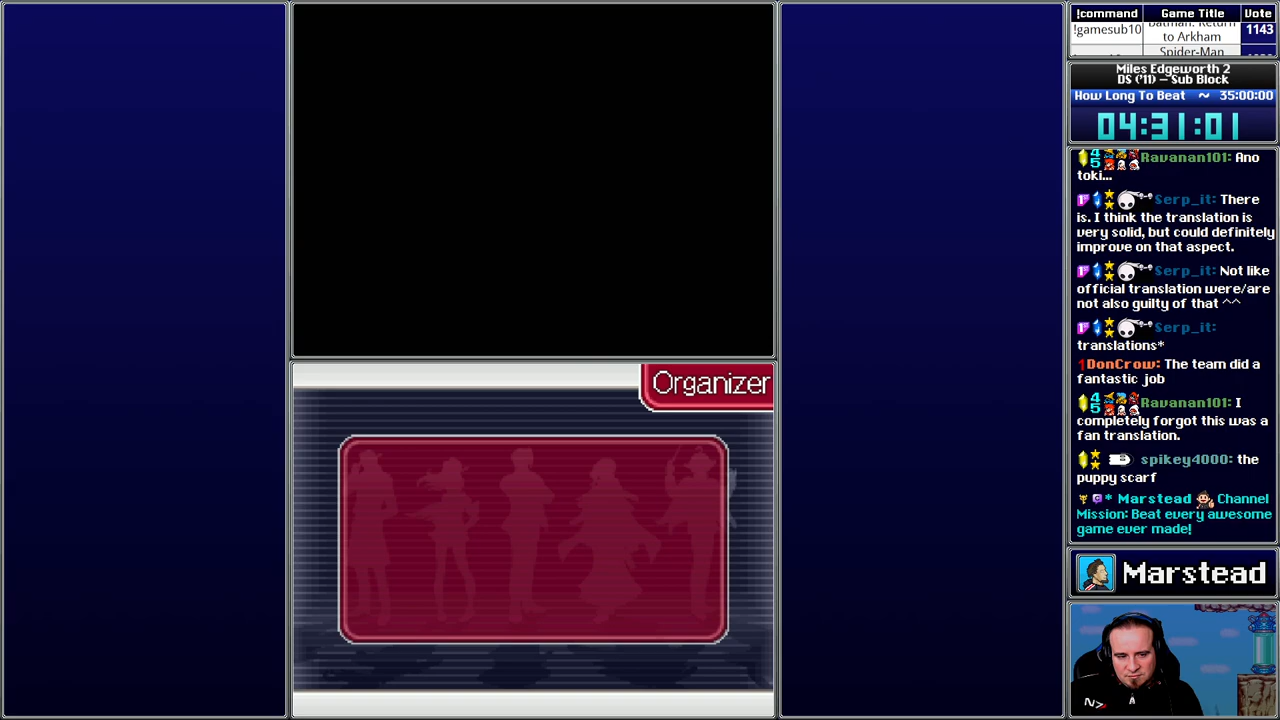 !command Game Title Vote
!gamesub10 Batman: Return to Arkham 1143
Spider-Man
Miles Edgeworth 2
DS ('11) – Sub Block
How Long To Beat ~ 35:00:00
04:31:01
Ravanan101: Ano
toki...
Serp_it: There
is. I think the translation is
very solid, but could definitely
improve on that aspect.
Serp_it: Not like
official translation were/are
not also guilty of that ^^
Serp_it:
translations*
DonCrow: The team did a
fantastic job
Ravanan101: I
completely forgot this was a
fan translation.
spikey4000: the
puppy scarf
Marstead Channel
Mission: Beat every awesome
game ever made!
Marstead
Organizer